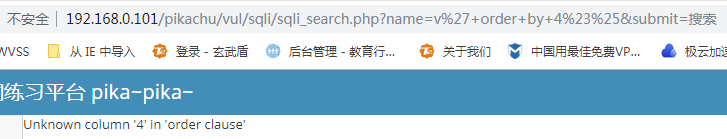 不安全 | 192.168.0.101/pikachu/vul/sqli/sqli_search.php?name=v%27+order+by+4%23%25&submit=搜索
WVSS 从 IE 中导入 登录 - 玄武盾 后台管理 - 教育行... 关于我们 中国用最佳免费VP... 极云加速
练习平台 pika~pika~
Unknown column '4' in 'order clause'